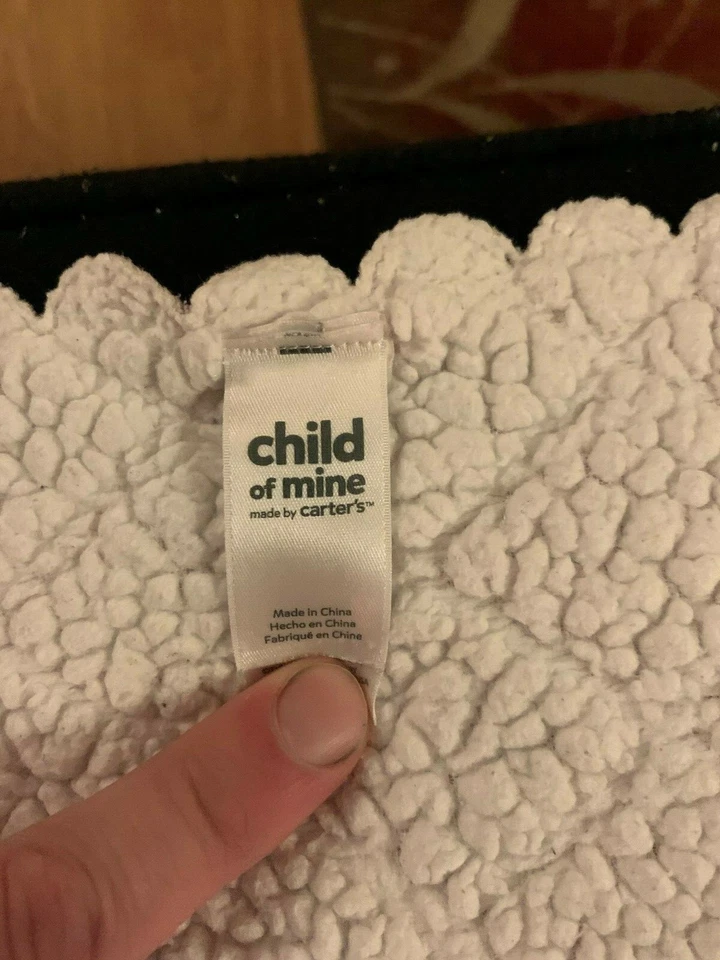 child
of mine
made by carter's™
Made in China
Hecho en China
Fabriqué en Chine